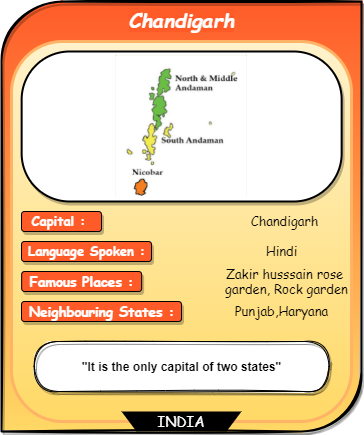 Chandigarh
North & Middle
Andaman
South Andaman
Nicobar
Capital : Chandigarh
Language Spoken : Hindi
Famous Places : Zakir husssain rose
garden, Rock garden
Neighbouring States : Punjab,Haryana
"It is the only capital of two states"
INDIA